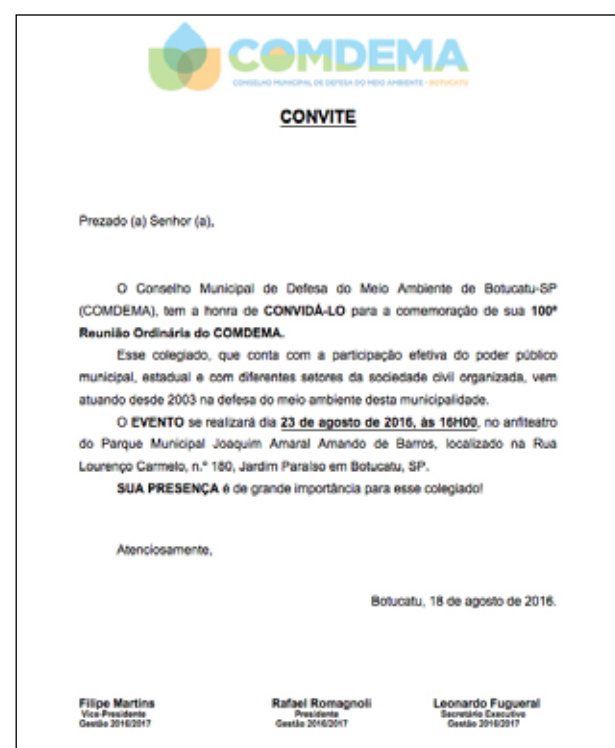 COMDEMA
CONSELHO MUNICIPAL DE DEFESA DO MEIO AMBIENTE - BOTUCATU
CONVITE
Prezado (a) Senhor (a),
O Conselho Municipal de Defesa do Meio Ambiente de Botucatu-SP
(COMDEMA), tem a honra de CONVIDÁ-LO para a comemoração de sua 100ª
Reunião Ordinária do COMDEMA.
Esse colegiado, que conta com a participação efetiva do poder público
municipal, estadual e com diferentes setores da sociedade civil organizada, vem
atuando desde 2003 na defesa do meio ambiente desta municipalidade.
O EVENTO se realizará dia 23 de agosto de 2016, às 16H00, no anfiteatro
do Parque Municipal Joaquim Amaral Amando de Barros, localizado na Rua
Lourenço Carmelo, n.º 180, Jardim Paraíso em Botucatu, SP.
SUA PRESENÇA é de grande importância para esse colegiado!
Atenciosamente,
Botucatu, 18 de agosto de 2016.
Filipe Martins Rafael Romagnoli Leonardo Fugueral
Vice-Presidente Presidente Secretário Executivo
Gestão 2016/2017 Gestão 2016/2017 Gestão 2016/2017